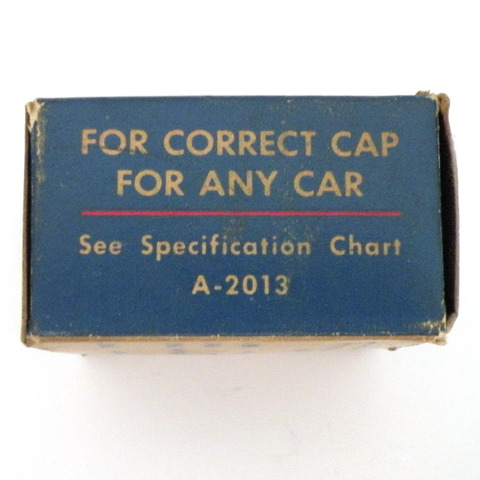 FOR CORRECT CAP
FOR ANY CAR
See Specification Chart
A-2013